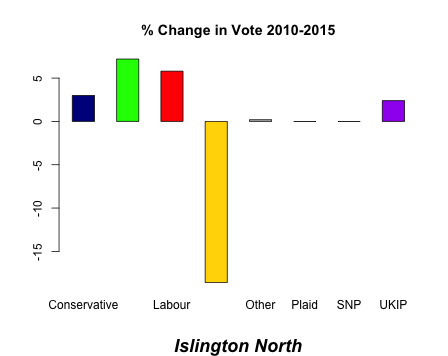 % Change in Vote 2010-2015
5
0
-5
-10
-15
Conservative Labour Other Plaid SNP UKIP
Islington North